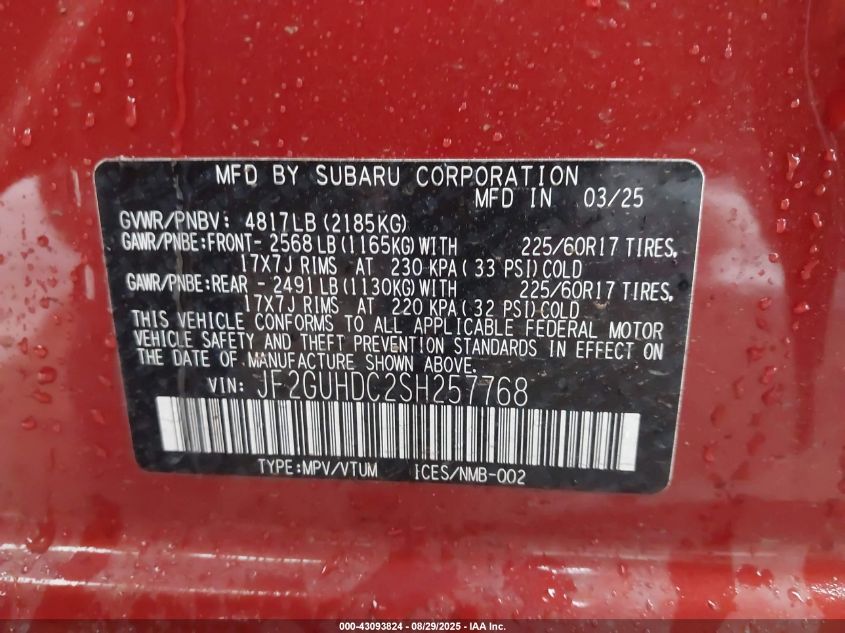 MFD BY SUBARU CORPORATION
MFD IN 03/25
GVWR/PNBV: 4817LB (2185KG)
GAWR/PNBE:FRONT- 2568LB(1165KG)WITH 225/60R17 TIRES,
17X7J RIMS AT 230 KPA( 33 PSI)COLD
GAWR/PNBE:REAR - 2491LB(1130KG)WITH 225/60R17 TIRES,
17X7J RIMS AT 220 KPA( 32 PSI)COLD
THIS VEHICLE CONFORMS TO ALL APPLICABLE FEDERAL MOTOR
VEHICLE SAFETY AND THEFT PREVENTION STANDARDS IN EFFECT ON
THE DATE OF MANUFACTURE SHOWN ABOVE.
VIN: JF2GUHDC2SH257768
TYPE:MPV/VTUM ICES/NMB-002
000-43093824 - 08/29/2025 - IAA Inc.